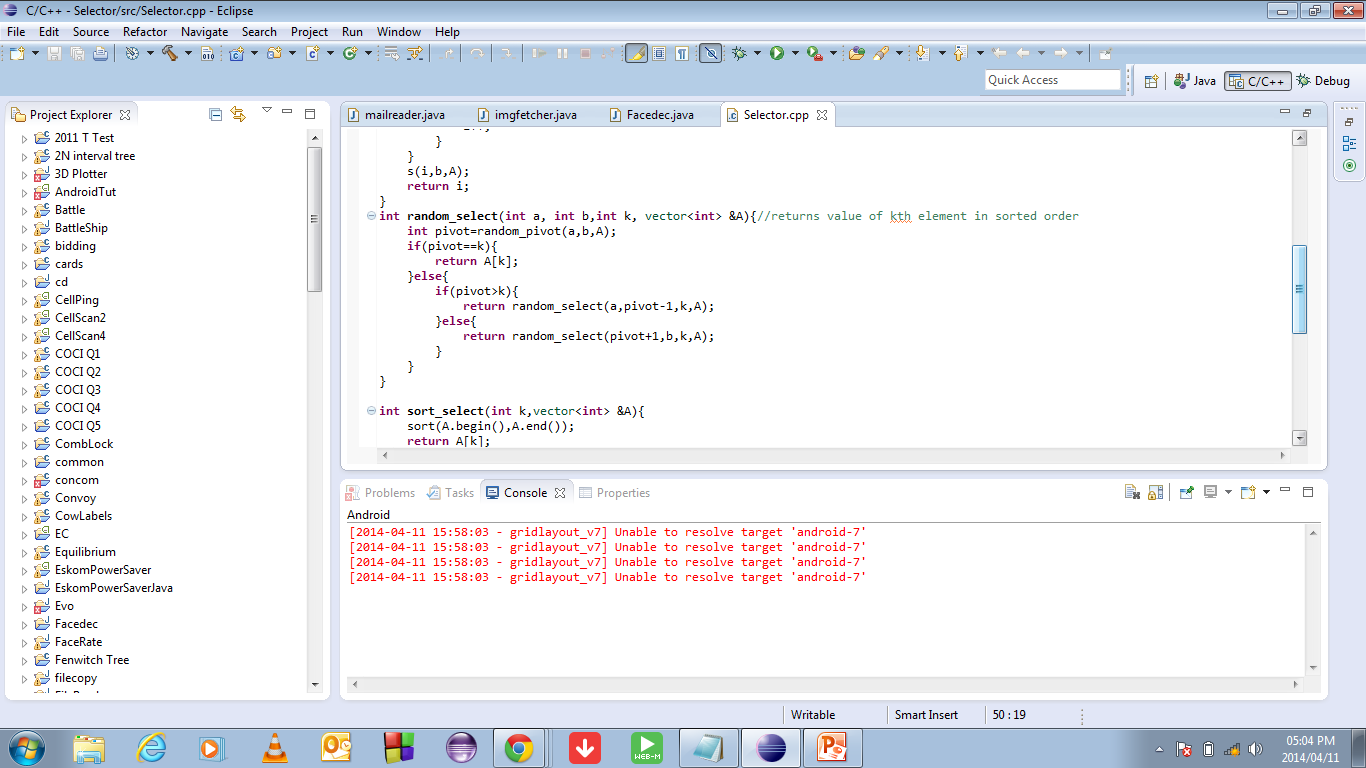 C/C++ - Selector/src/Selector.cpp - Eclipse
File Edit Source Refactor Navigate Search Project Run Window Help
Quick Access
Java
C/C++
Debug
Project Explorer
2011 T Test
2N interval tree
3D Plotter
AndroidTut
Battle
BattleShip
bidding
cards
cd
CellPing
CellScan2
CellScan4
COCI Q1
COCI Q2
COCI Q3
COCI Q4
COCI Q5
CombLock
common
concom
Convoy
CowLabels
EC
Equilibrium
EskomPowerSaver
EskomPowerSaverJava
Evo
Facedec
FaceRate
Fenwitch Tree
filecopy
mailreader.java imgfetcher.java Facedec.java Selector.cpp
}
}
s(i,b,A);
return i;
}
int random_select(int a, int b,int k, vector<int> &A){//returns value of kth element in sorted order
int pivot=random_pivot(a,b,A);
if(pivot==k){
return A[k];
}else{
if(pivot>k){
return random_select(a,pivot-1,k,A);
}else{
return random_select(pivot+1,b,k,A);
}
}
}
int sort_select(int k,vector<int> &A){
sort(A.begin(),A.end());
return A[k];
Problems Tasks Console Properties
Android
[2014-04-11 15:58:03 - gridlayout_v7] Unable to resolve target 'android-7'
[2014-04-11 15:58:03 - gridlayout_v7] Unable to resolve target 'android-7'
[2014-04-11 15:58:03 - gridlayout_v7] Unable to resolve target 'android-7'
[2014-04-11 15:58:03 - gridlayout_v7] Unable to resolve target 'android-7'
Writable Smart Insert 50 : 19
WEB-M
05:04 PM
2014/04/11